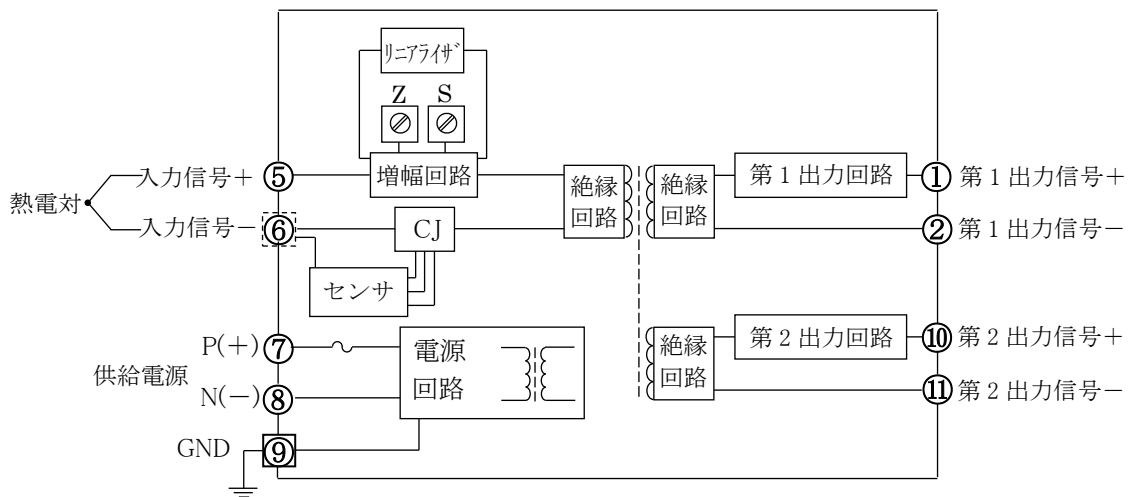 リニアライザ
Z S
熱電対
入力信号＋ ⑤ 増幅回路
入力信号－ ⑥ CJ
センサ
絶縁
回路
絶縁
回路
第1出力回路 ① 第1出力信号＋
② 第1出力信号－
供給電源
P(＋) ⑦
N(－) ⑧
GND ⑨
電源
回路
絶縁
回路
第2出力回路 ⑩ 第2出力信号＋
⑪ 第2出力信号－